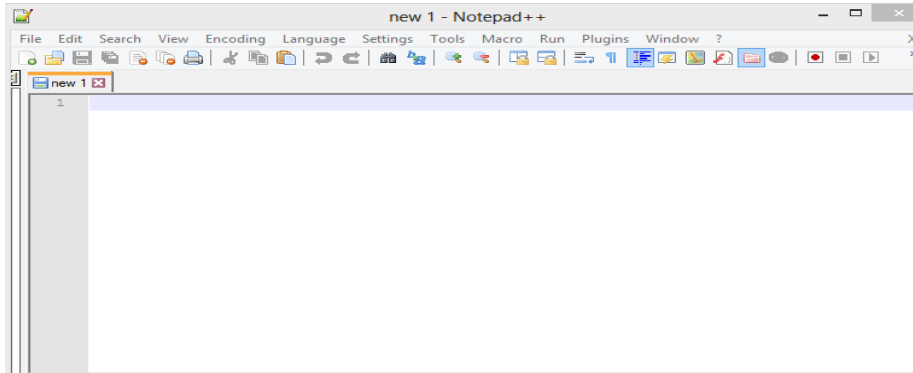 new 1 - Notepad++
File Edit Search View Encoding Language Settings Tools Macro Run Plugins Window ?
new 1
1